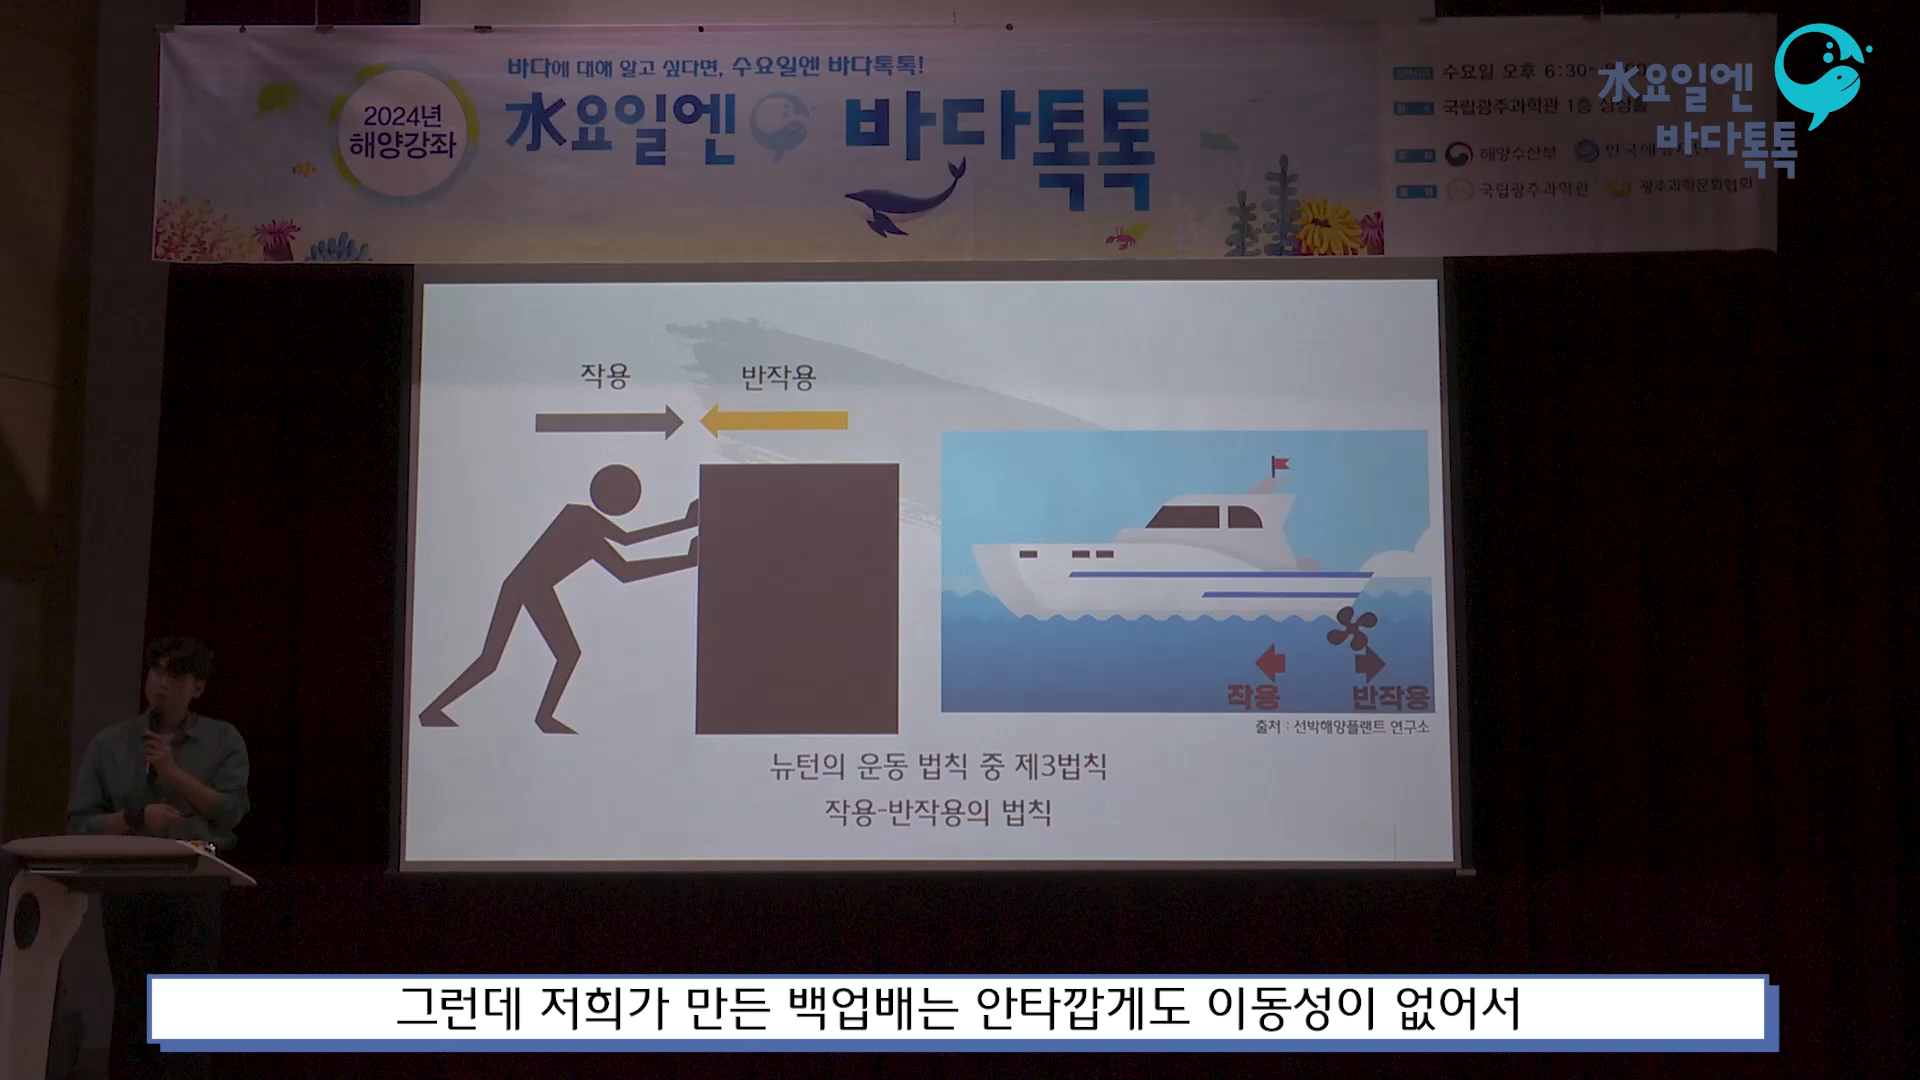 바다에 대해 알고 싶다면, 수요일엔 바다톡톡!
2024년
해양강좌
水요일엔 바다톡톡
수요일 오후 6:30~
국립광주과학관 1층
해양수산부
국립광주과학관 광주과학문화협회
水요일엔
바다톡톡
작용 반작용
작용 반작용
출처 : 선박해양플랜트 연구소
뉴턴의 운동 법칙 중 제3법칙
작용-반작용의 법칙
그런데 저희가 만든 백업배는 안타깝게도 이동성이 없어서